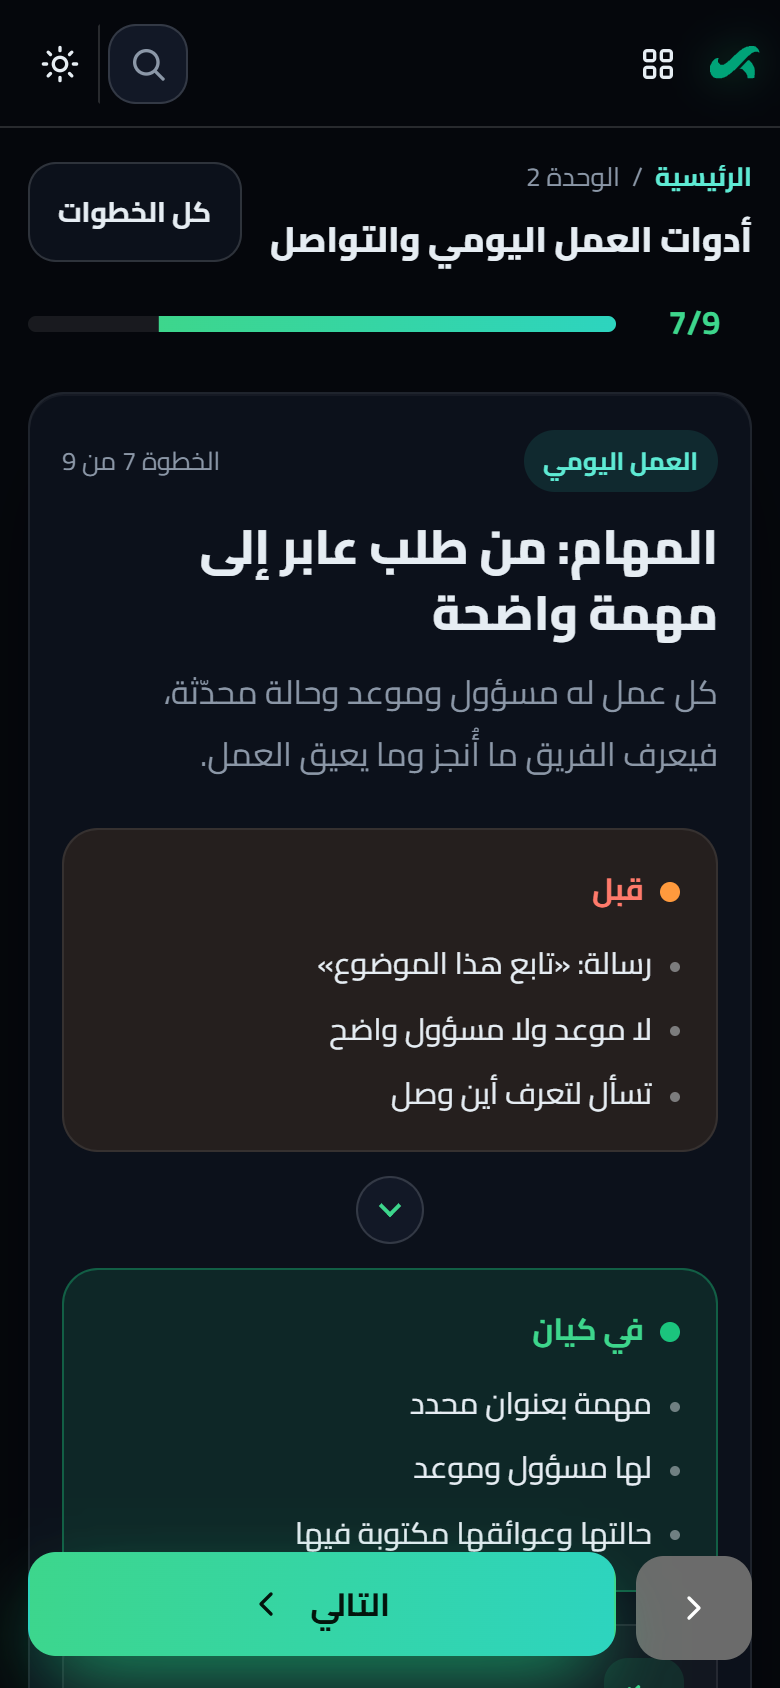 الرئيسية / الوحدة 2
أدوات العمل اليومي والتواصل
كل الخطوات
7/9
العمل اليومي
الخطوة 7 من 9
المهام: من طلب عابر إلى
مهمة واضحة
كل عمل له مسؤول وموعد وحالة محدّثة،
فيعرف الفريق ما أُنجز وما يعيق العمل.
قبل
رسالة: «تابع هذا الموضوع»
لا موعد ولا مسؤول واضح
تسأل لتعرف أين وصل
في كيان
مهمة بعنوان محدد
لها مسؤول وموعد
حالتها وعوائقها مكتوبة فيها
التالي